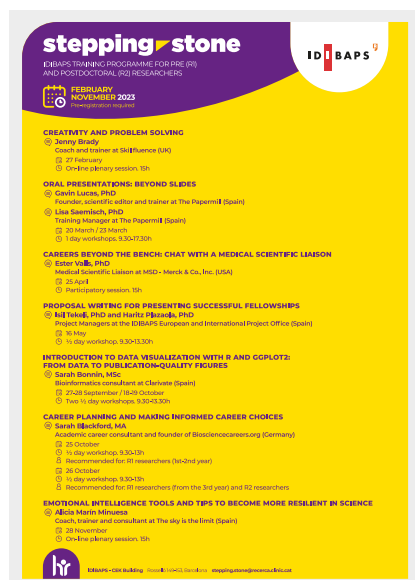 stepping stone
IDIBAPS TRAINING PROGRAMME FOR PRE (R1)
AND POSTDOCTORAL (R2) RESEARCHERS
IDIBAPS
FEBRUARY
NOVEMBER 2023
Pre-registration required
CREATIVITY AND PROBLEM SOLVING
Jenny Brady
Coach and trainer at Skillfluence (UK)
27 February
On-line plenary session. 15h
ORAL PRESENTATIONS: BEYOND SLIDES
Gavin Lucas, PhD
Founder, scientific editor and trainer at The Papermill (Spain)
Lisa Saemisch, PhD
Training Manager at The Papermill (Spain)
20 March / 23 March
1 day workshops. 9.30-17.30h
CAREERS BEYOND THE BENCH: CHAT WITH A MEDICAL SCIENTIFIC LIAISON
Ester Valls, PhD
Medical Scientific Liaison at MSD - Merck & Co., Inc. (USA)
25 April
Participatory session. 15h
PROPOSAL WRITING FOR PRESENTING SUCCESSFUL FELLOWSHIPS
Isil Tekeli, PhD and Haritz Plazaola, PhD
Project Managers at the IDIBAPS European and International Project Office (Spain)
16 May
½ day workshop. 9.30-13.30h
INTRODUCTION TO DATA VISUALIZATION WITH R AND GGPLOT2:
FROM DATA TO PUBLICATION-QUALITY FIGURES
Sarah Bonnin, MSc
Bioinformatics consultant at Clarivate (Spain)
27-28 September / 18-19 October
Two ½ day workshops. 9.30-13.30h
CAREER PLANNING AND MAKING INFORMED CAREER CHOICES
Sarah Blackford, MA
Academic career consultant and founder of Biosciencecareers.org (Germany)
25 October
½ day workshop. 9.30-13h
Recommended for: R1 researchers (1st-2nd year)
26 October
½ day workshop. 9.30-13h
Recommended for: R1 researchers (from the 3rd year) and R2 researchers
EMOTIONAL INTELLIGENCE TOOLS AND TIPS TO BECOME MORE RESILIENT IN SCIENCE
Alicia Marín Minuesa
Coach, trainer and consultant at The sky is the limit (Spain)
28 November
On-line plenary session. 15h
hr
IDIBAPS - CEK Building Rosselló 149-153, Barcelona stepping.stone@recerca.clinic.cat